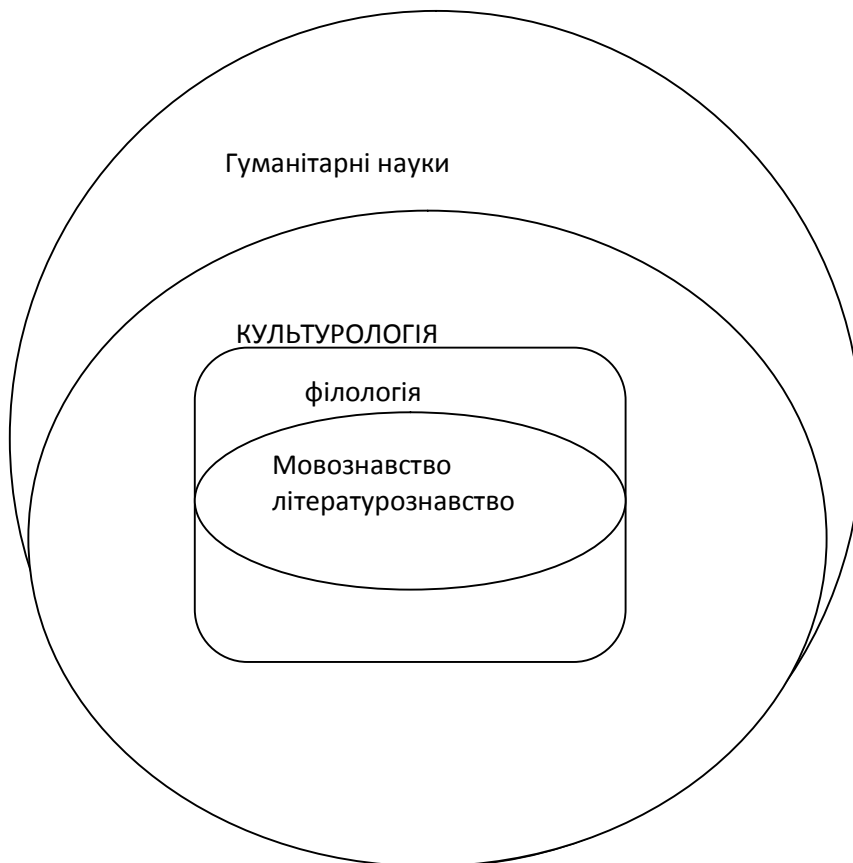 Гуманітарні науки
КУЛЬТУРОЛОГІЯ
філологія
Мовознавство
літературознавство